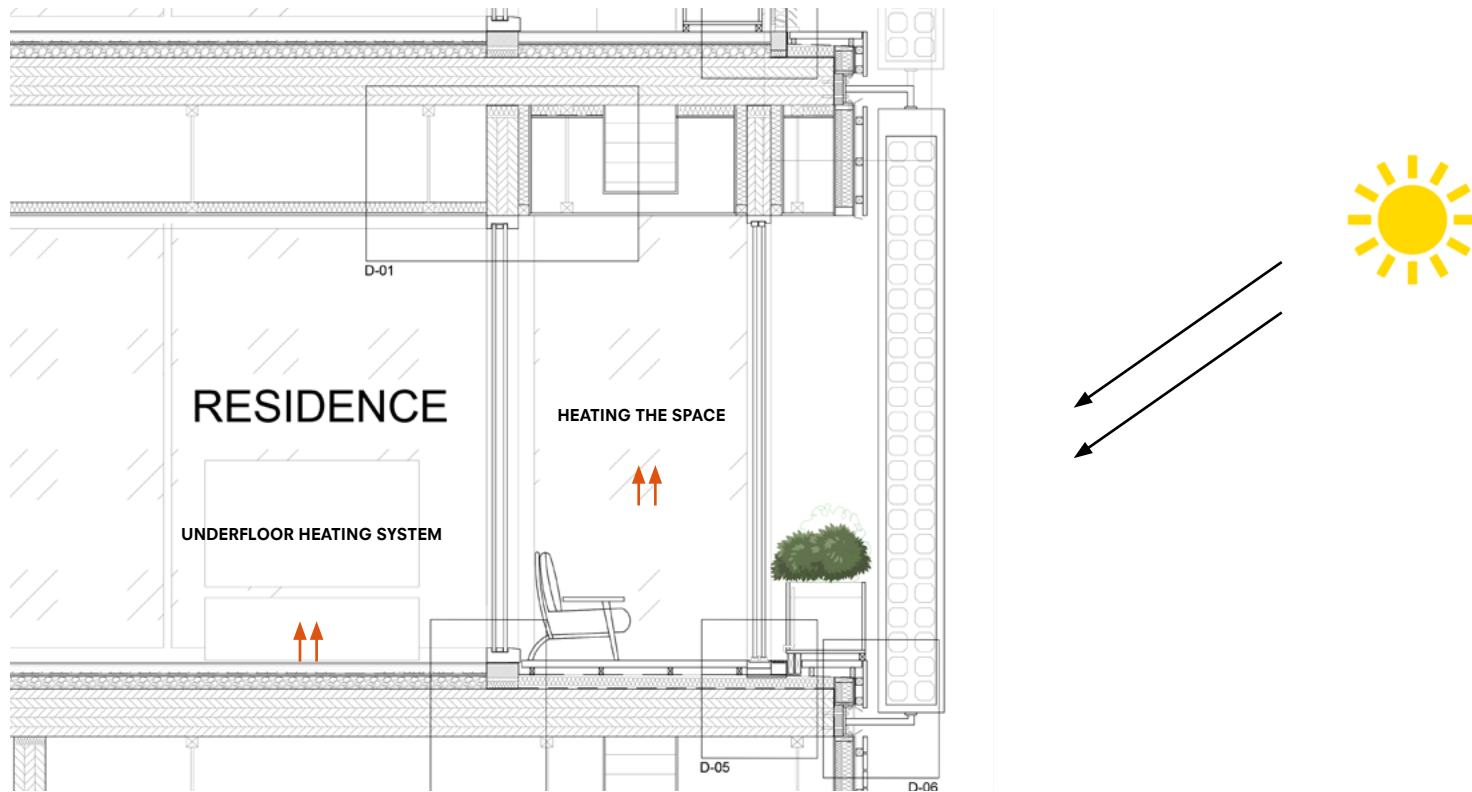 D-01
RESIDENCE
HEATING THE SPACE
UNDERFLOOR HEATING SYSTEM
D-05
D-06